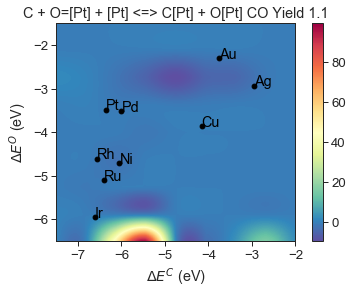 C + O=[Pt] + [Pt] <=> C[Pt] + O[Pt] CO Yield 1.1
−2
−3
−4
−5
−6
ΔE^O (eV)
Au
Ag
Pt
Pd
Cu
Rh
Ni
Ru
Ir
−7
−6
−5
−4
−3
−2
ΔE^C (eV)
80
60
40
20
0